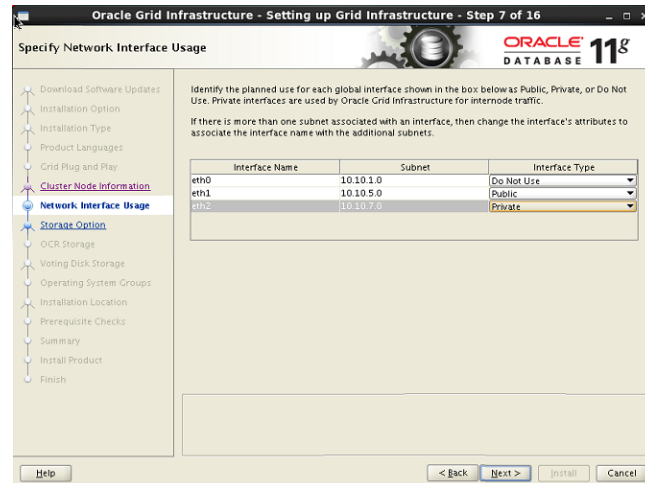 Oracle Grid Infrastructure - Setting up Grid Infrastructure - Step 7 of 16
Specify Network Interface Usage
ORACLE
DATABASE
11g
Download Software Updates
Installation Option
Installation Type
Product Languages
Grid Plug and Play
Cluster Node Information
Network Interface Usage
Storage Option
OCR Storage
Voting Disk Storage
Operating System Groups
Installation Location
Prerequisite Checks
Summary
Install Product
Finish
Identify the planned use for each global interface shown in the box below as Public, Private, or Do Not
Use. Private interfaces are used by Oracle Grid Infrastructure for internode traffic.
If there is more than one subnet associated with an interface, then change the interface's attributes to
associate the interface name with the additional subnets.
Interface Name Subnet Interface Type
eth0 10.10.1.0 Do Not Use
eth1 10.10.5.0 Public
eth2 10.10.7.0 Private
Help < Back Next > Install Cancel